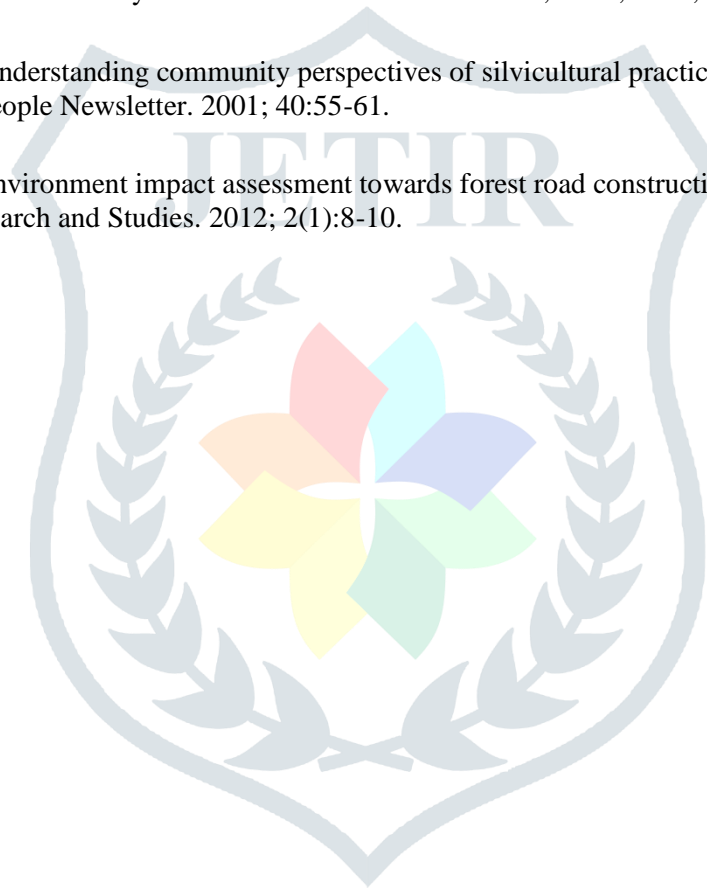 nderstanding community perspectives of silvicultural practic
eople Newsletter. 2001; 40:55-61.
nvironment impact assessment towards forest road constructi
earch and Studies. 2012; 2(1):8-10.
JETIR